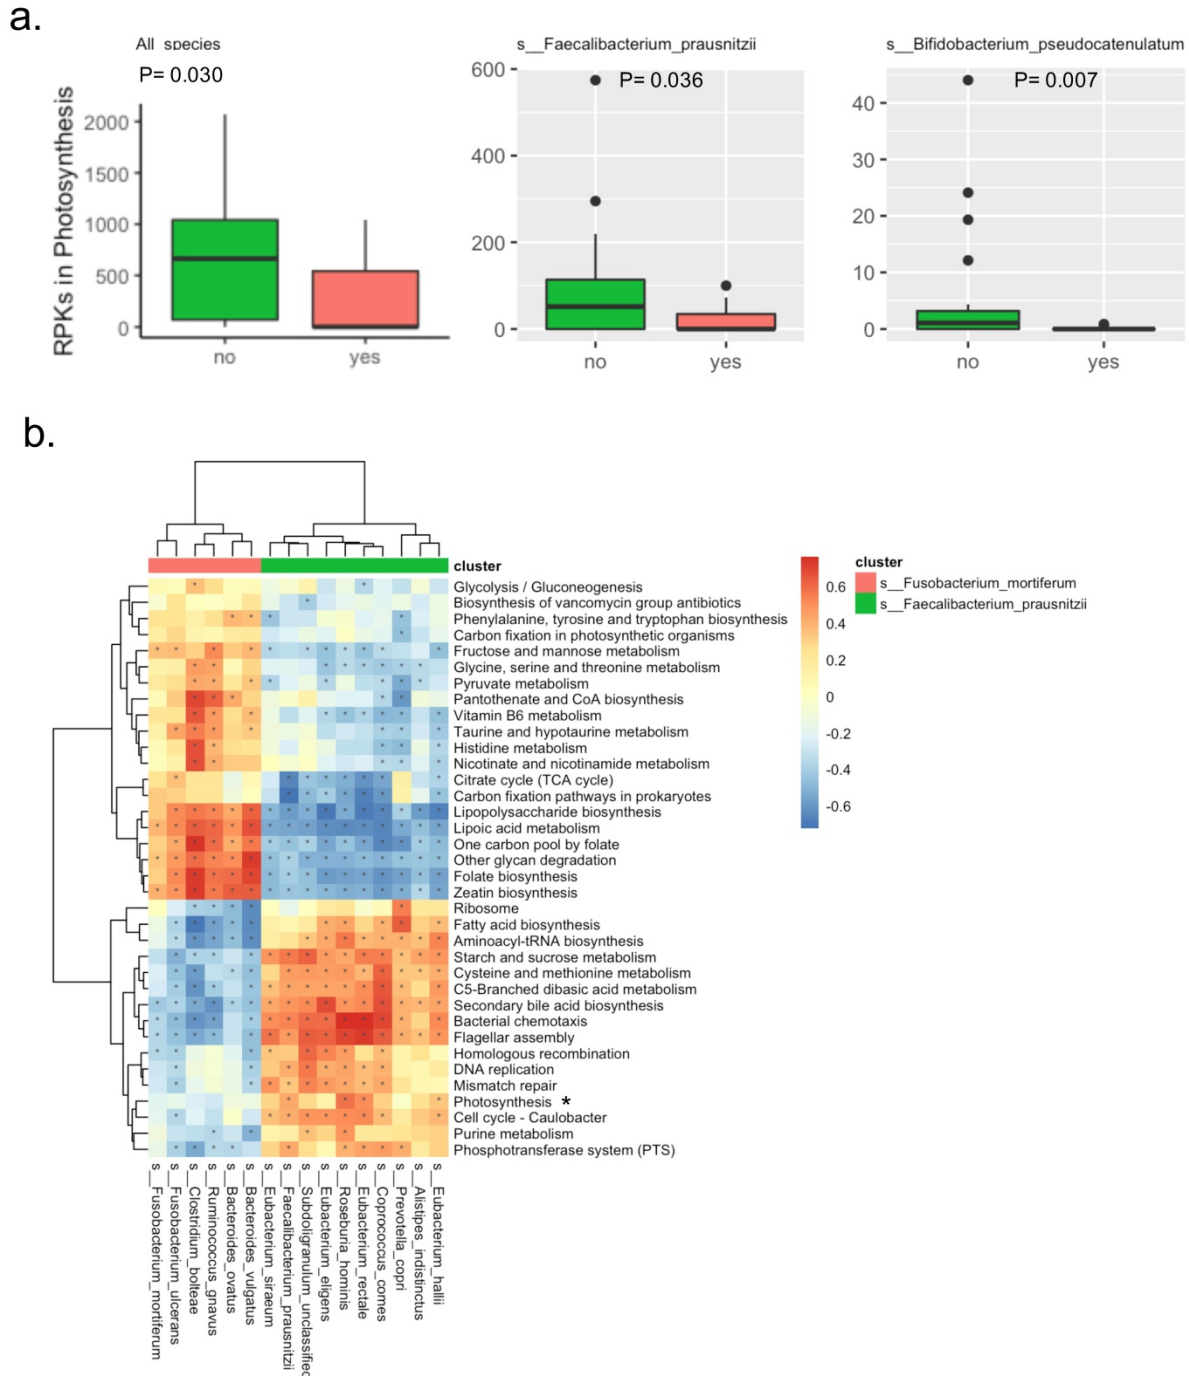 a.
All_species
P= 0.030
RPKs in Photosynthesis
2000
1500
1000
500
0
no
yes
s__Faecalibacterium_prausnitzii
P= 0.036
600
400
200
0
no
yes
s__Bifidobacterium_pseudocatenulatum
P= 0.007
40
30
20
10
0
no
yes
b.
cluster
Glycolysis / Gluconeogenesis
Biosynthesis of vancomycin group antibiotics
Phenylalanine, tyrosine and tryptophan biosynthesis
Carbon fixation in photosynthetic organisms
Fructose and mannose metabolism
Glycine, serine and threonine metabolism
Pyruvate metabolism
Pantothenate and CoA biosynthesis
Vitamin B6 metabolism
Taurine and hypotaurine metabolism
Histidine metabolism
Nicotinate and nicotinamide metabolism
Citrate cycle (TCA cycle)
Carbon fixation pathways in prokaryotes
Lipopolysaccharide biosynthesis
Lipoic acid metabolism
One carbon pool by folate
Other glycan degradation
Folate biosynthesis
Zeatin biosynthesis
Ribosome
Fatty acid biosynthesis
Aminoacyl-tRNA biosynthesis
Starch and sucrose metabolism
Cysteine and methionine metabolism
C5-Branched dibasic acid metabolism
Secondary bile acid biosynthesis
Bacterial chemotaxis
Flagellar assembly
Homologous recombination
DNA replication
Mismatch repair
Photosynthesis *
Cell cycle - Caulobacter
Purine metabolism
Phosphotransferase system (PTS)
s__Fusobacterium_mortiferum
s__Fusobacterium_ulcerans
s__Clostridium_bolteae
s__Ruminococcus_gnavus
s__Bacteroides_ovatus
s__Bacteroides_vulgatus
s__Eubacterium_siraeum
s__Faecalibacterium_prausnitzii
s__Subdoligranulum_unclassified
s__Eubacterium_eligens
s__Roseburia_hominis
s__Eubacterium_rectale
s__Coprococcus_comes
s__Prevotella_copri
s__Alistipes_indistinctus
s__Eubacterium_hallii
0.6
0.4
0.2
0
-0.2
-0.4
-0.6
cluster
s__Fusobacterium_mortiferum
s__Faecalibacterium_prausnitzii